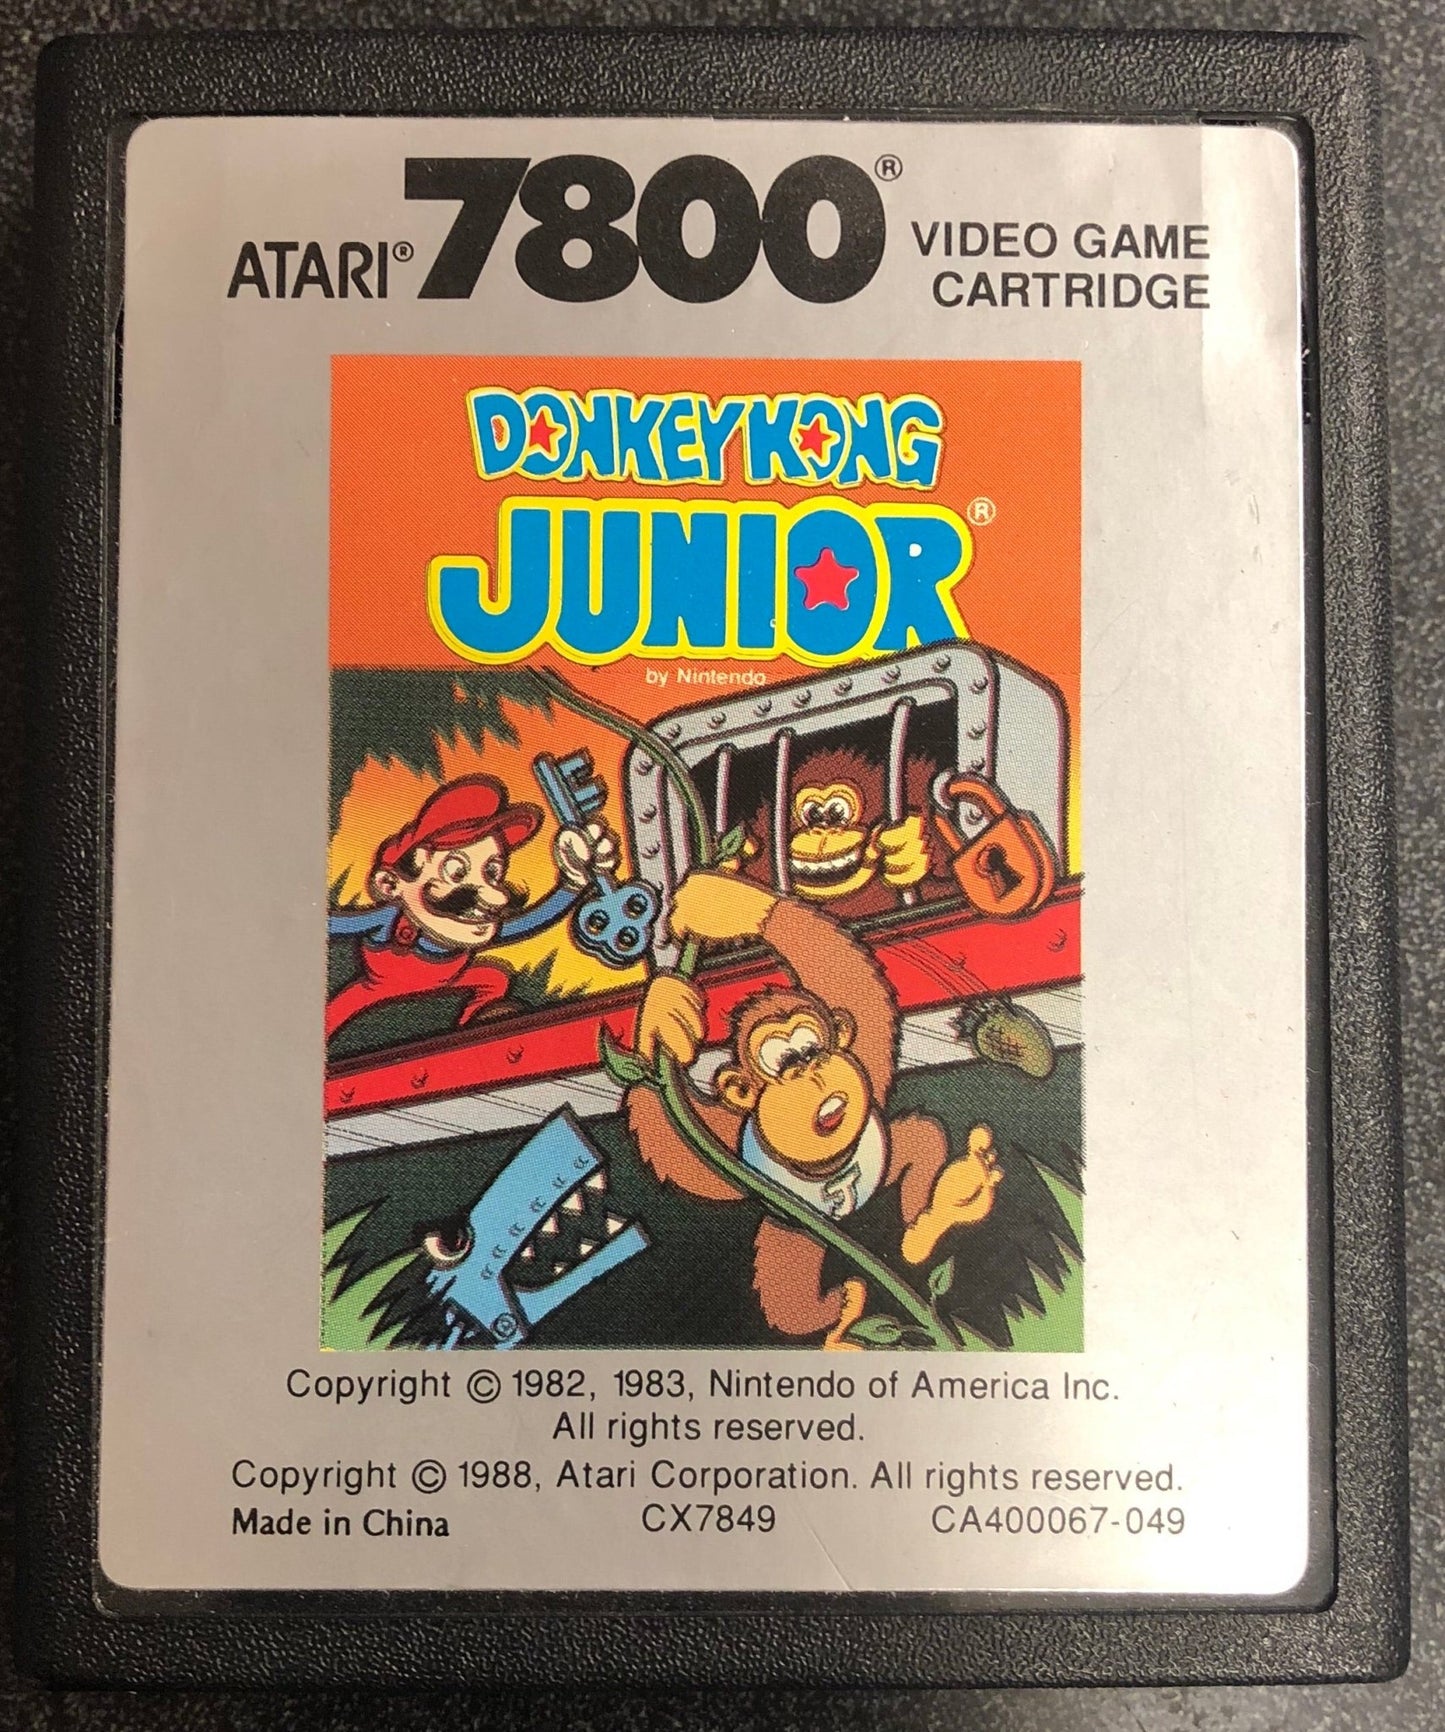 ATARI® 7800® VIDEO GAME
CARTRIDGE
DONKEY KONG
JUNIOR®
by Nintendo
J
Copyright © 1982, 1983, Nintendo of America Inc.
All rights reserved.
Copyright © 1988, Atari Corporation. All rights reserved.
Made in China CX7849 CA400067-049